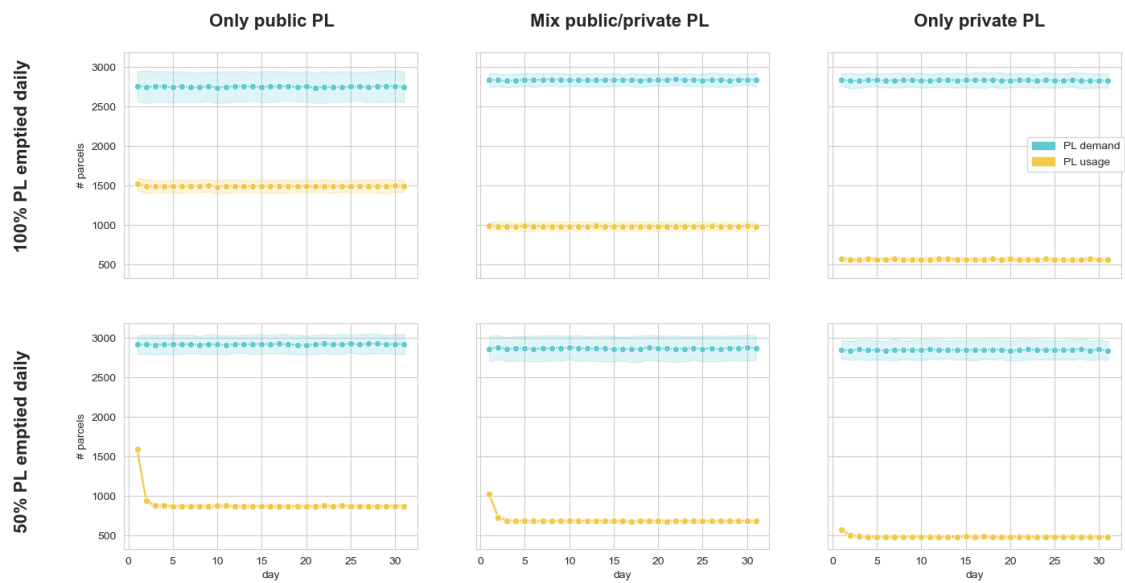 Only public PL
Mix public/private PL
Only private PL
100% PL emptied daily
# parcels
3000
2500
2000
1500
1000
500
PL demand
PL usage
50% PL emptied daily
# parcels
3000
2500
2000
1500
1000
500
0 5 10 15 20 25 30
day
0 5 10 15 20 25 30
day
0 5 10 15 20 25 30
day